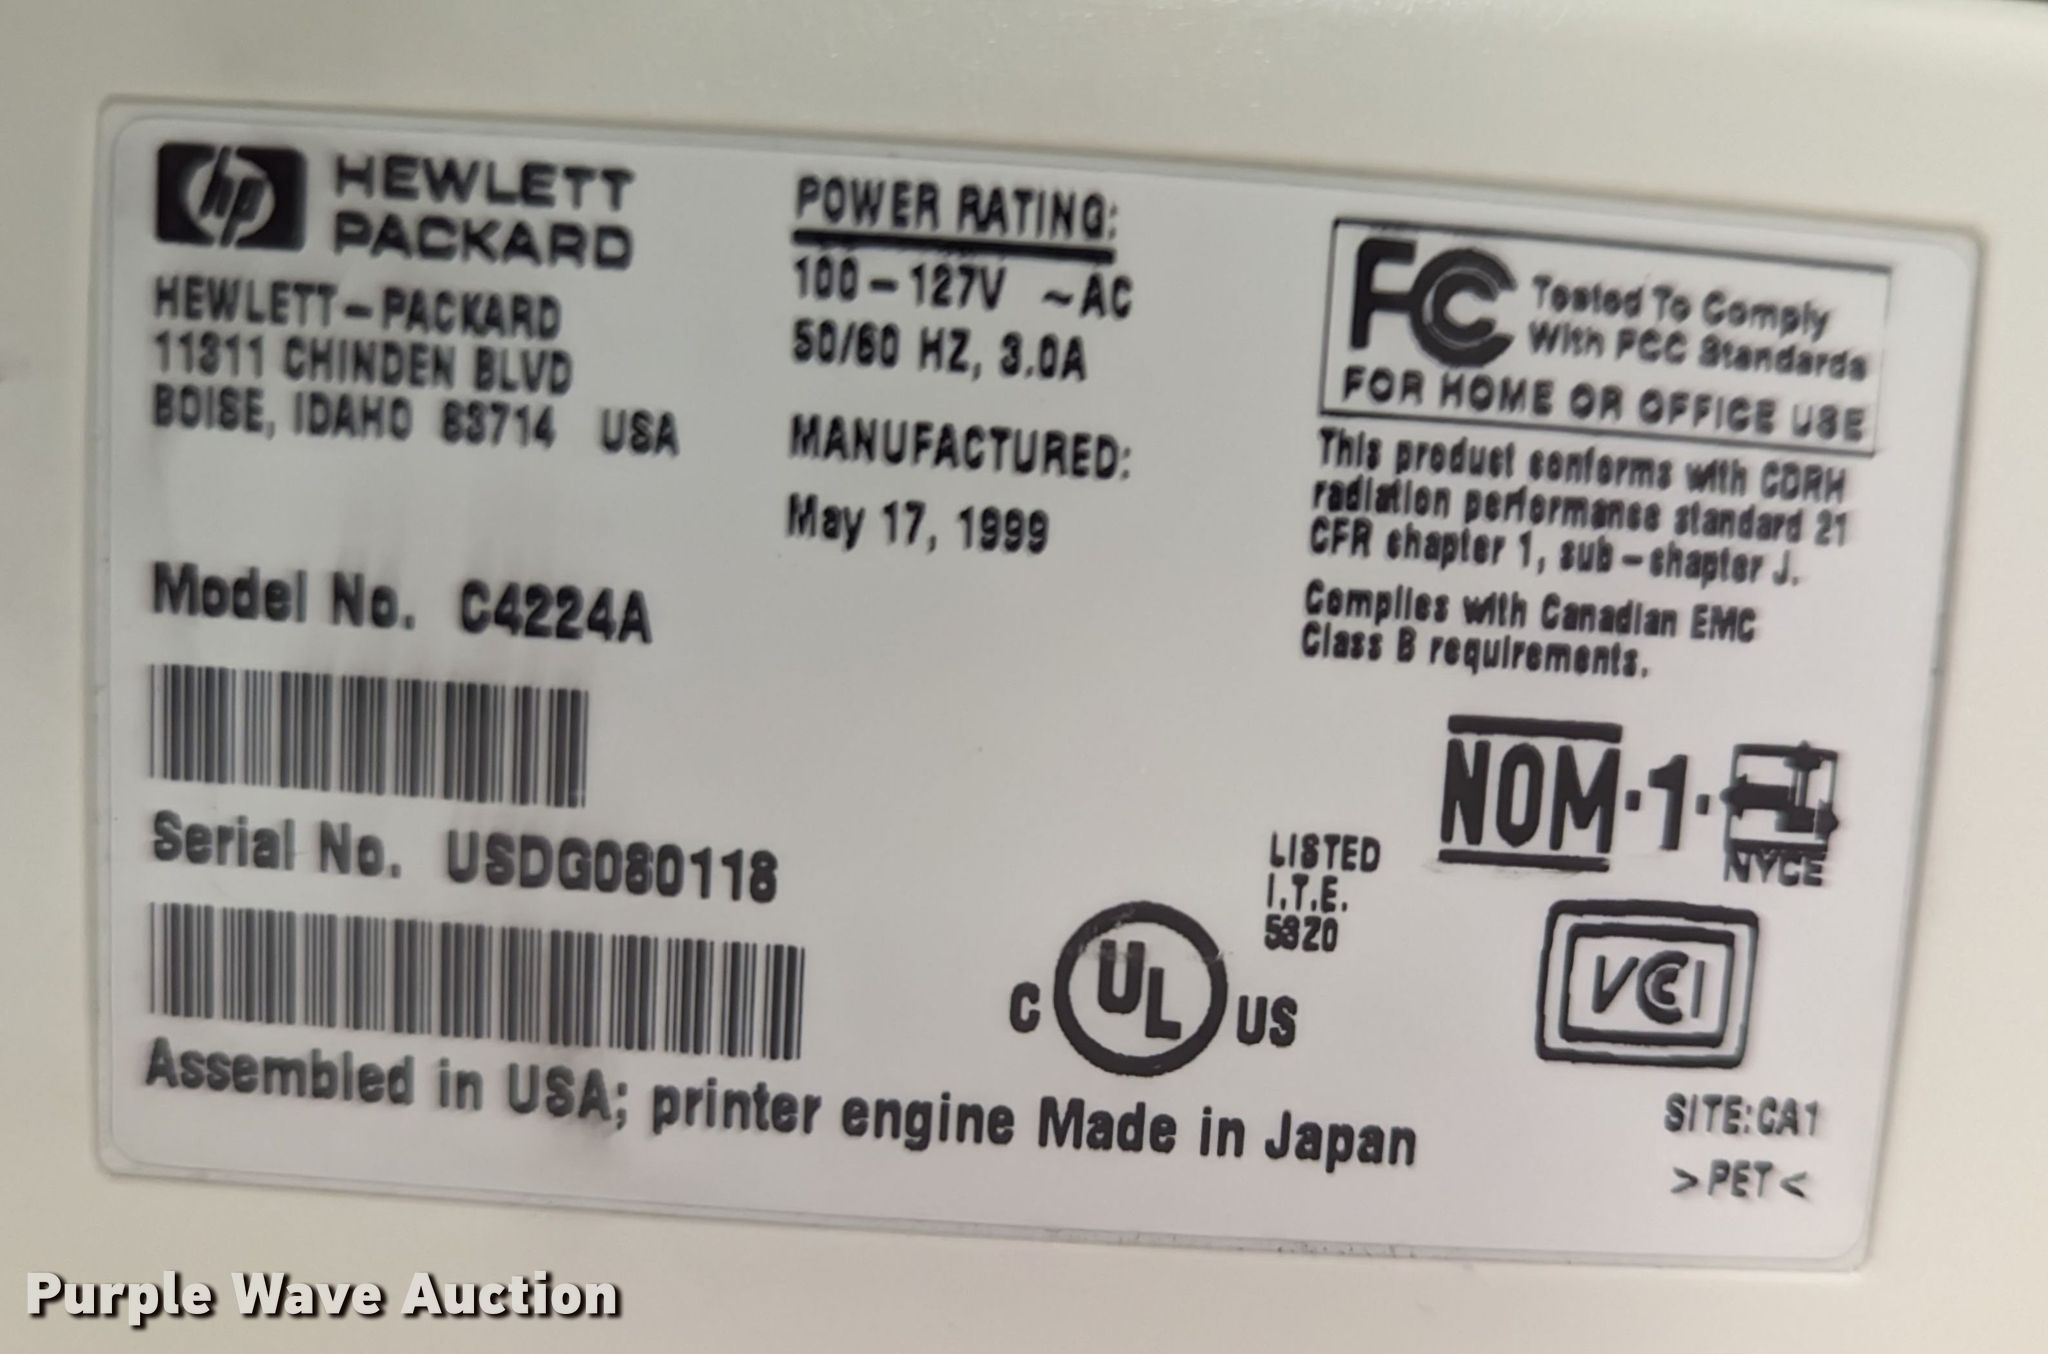 hp HEWLETT
PACKARD
HEWLETT-PACKARD
11311 CHINDEN BLVD
BOISE, IDAHO 83714 USA
Model No. C4224A
Serial No. USDG080118
Assembled in USA; printer engine Made in Japan
POWER RATING:
100-127V ~AC
50/60 HZ, 3.0A
MANUFACTURED:
May 17, 1999
FC Tested To Comply
With FCC Standards
FOR HOME OR OFFICE USE
This product conforms with CDRH
radiation performance standard 21
CFR chapter 1, sub-chapter J.
Complies with Canadian EMC
Class B requirements.
NOM-1-
NYCE
LISTED
I.T.E.
53Z0
C UL US
VCCI
SITE:CA1
>PET<
Purple Wave Auction